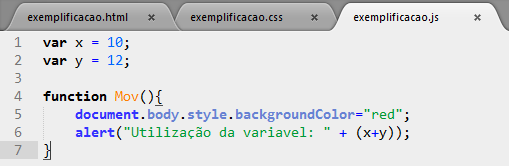 exemplificacao.html × exemplificacao.css × exemplificacao.js ×
1 var x = 10;
2 var y = 12;
3
4 function Mov(){
5 document.body.style.backgroundColor="red";
6 alert("Utilização da variavel: " + (x+y));
7 }